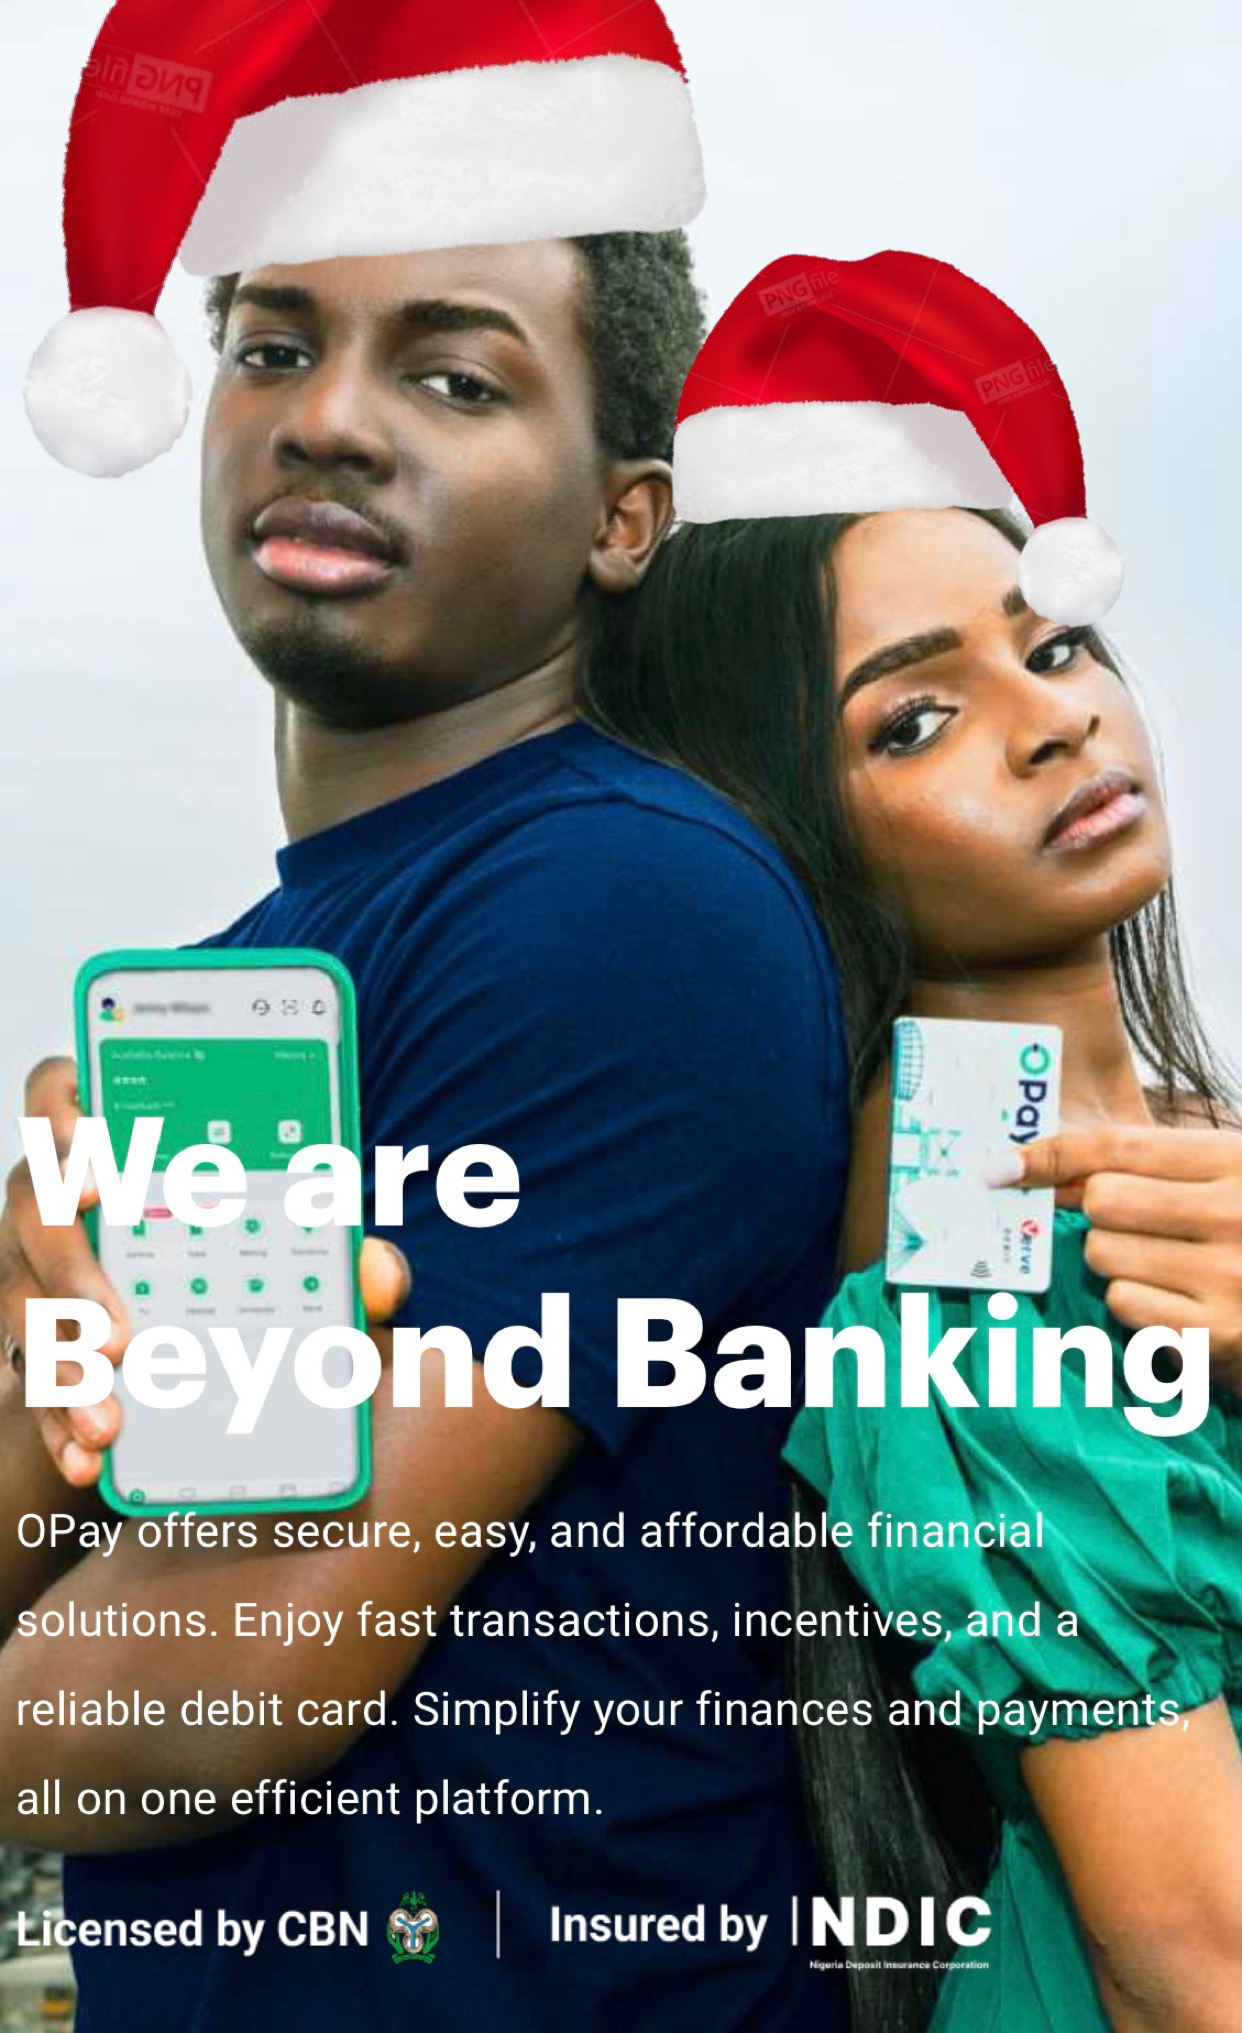 PNG file
PNG file
PNG file
OPay
Verve
DEBIT
We are
Beyond Banking
OPay offers secure, easy, and affordable financial
solutions. Enjoy fast transactions, incentives, and a
reliable debit card. Simplify your finances and payments,
all on one efficient platform.
Licensed by CBN
Insured by
NDIC
Nigeria Deposit Insurance Corporation